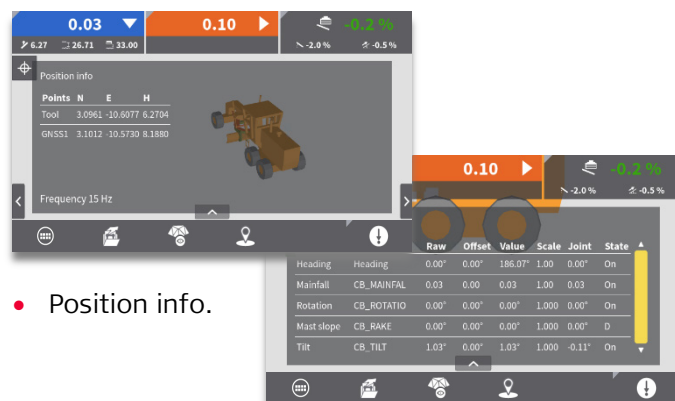 0.03 0.10 -0.2 %
6.27 26.71 33.00 -2.0 % -0.5 %
Position info
Points N E H
Tool 3.0961 -10.6077 6.2704
GNSS1 3.1012 -10.5730 8.1880
Frequency 15 Hz
0.10 -0.2 %
-2.0 % -0.5 %
Raw Offset Value Scale Joint State
Heading Heading 0.00° 0.00° 186.07° 1.00 0.00° On
Mainfall CB_MAINFAL 0.03 0.00 0.03 1.00 0.03 On
Rotation CB_ROTATIO 0.00° 0.00° 0.00° 1.000 0.00° On
Mast slope CB_RAKE 0.00° 0.00° 0.00° 1.000 0.00° D
Tilt CB_TILT 1.03° 0.00° 1.03° 1.000 -0.11° On
• Position info.